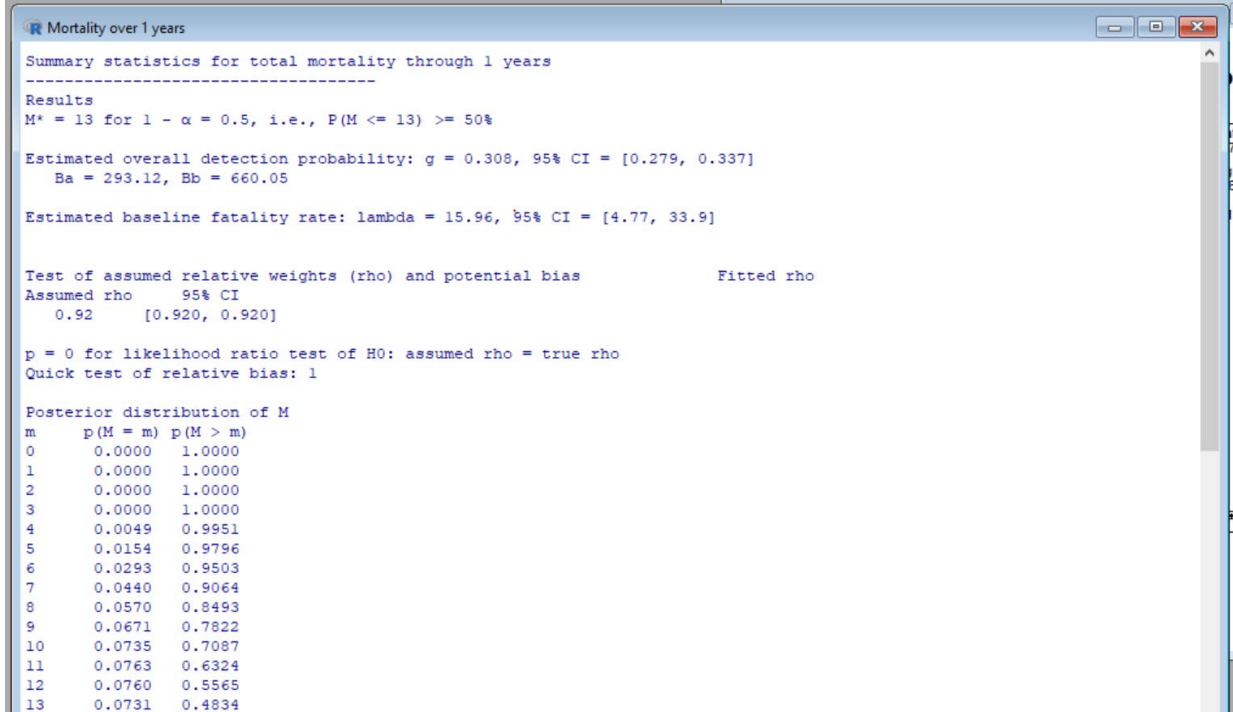 Mortality over 1 years
Summary statistics for total mortality through 1 years
------------------------------------
Results
M* = 13 for 1 - α = 0.5, i.e., P(M <= 13) >= 50%
Estimated overall detection probability: g = 0.308, 95% CI = [0.279, 0.337]
Ba = 293.12, Bb = 660.05
Estimated baseline fatality rate: lambda = 15.96, 95% CI = [4.77, 33.9]
Test of assumed relative weights (rho) and potential bias Fitted rho
Assumed rho 95% CI
0.92 [0.920, 0.920]
p = 0 for likelihood ratio test of H0: assumed rho = true rho
Quick test of relative bias: 1
Posterior distribution of M
m p(M = m) p(M > m)
0 0.0000 1.0000
1 0.0000 1.0000
2 0.0000 1.0000
3 0.0000 1.0000
4 0.0049 0.9951
5 0.0154 0.9796
6 0.0293 0.9503
7 0.0440 0.9064
8 0.0570 0.8493
9 0.0671 0.7822
10 0.0735 0.7087
11 0.0763 0.6324
12 0.0760 0.5565
13 0.0731 0.4834